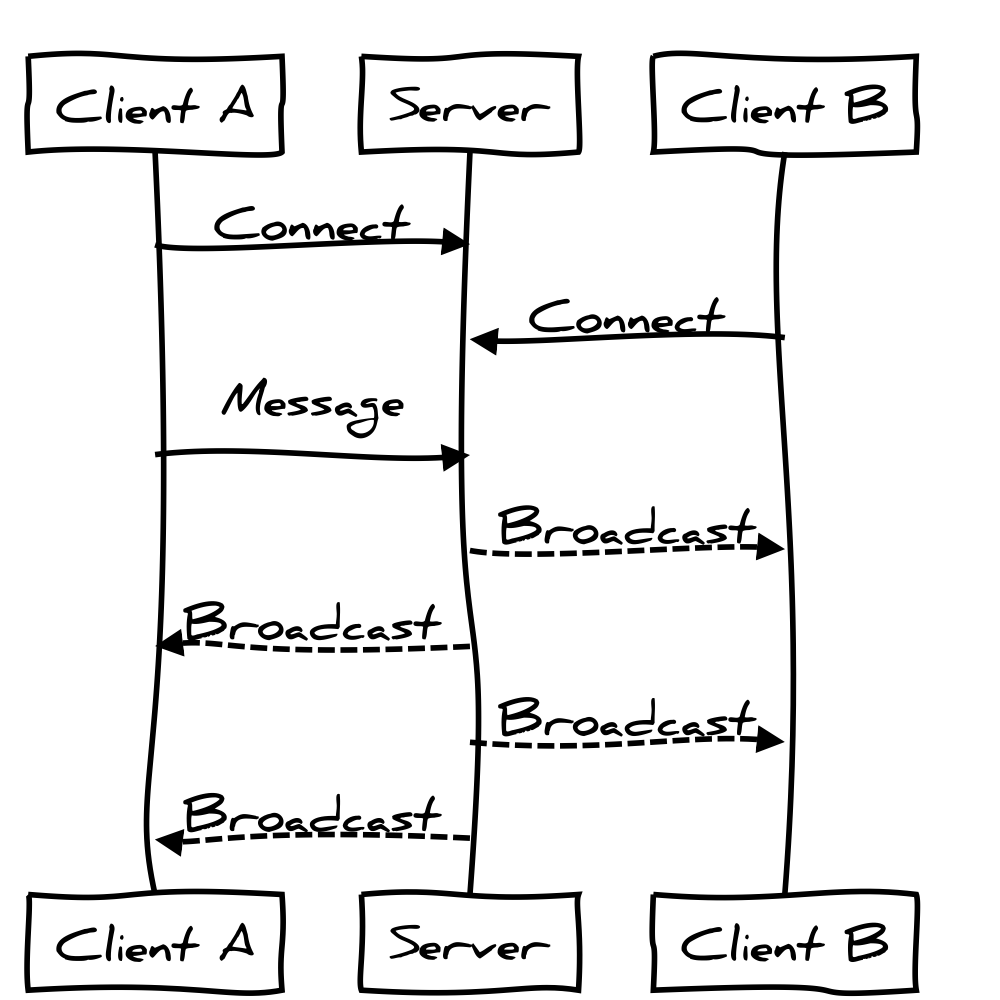 Client A
Server
Client B
Connect
Connect
Message
Broadcast
Broadcast
Broadcast
Broadcast
Client A
Server
Client B